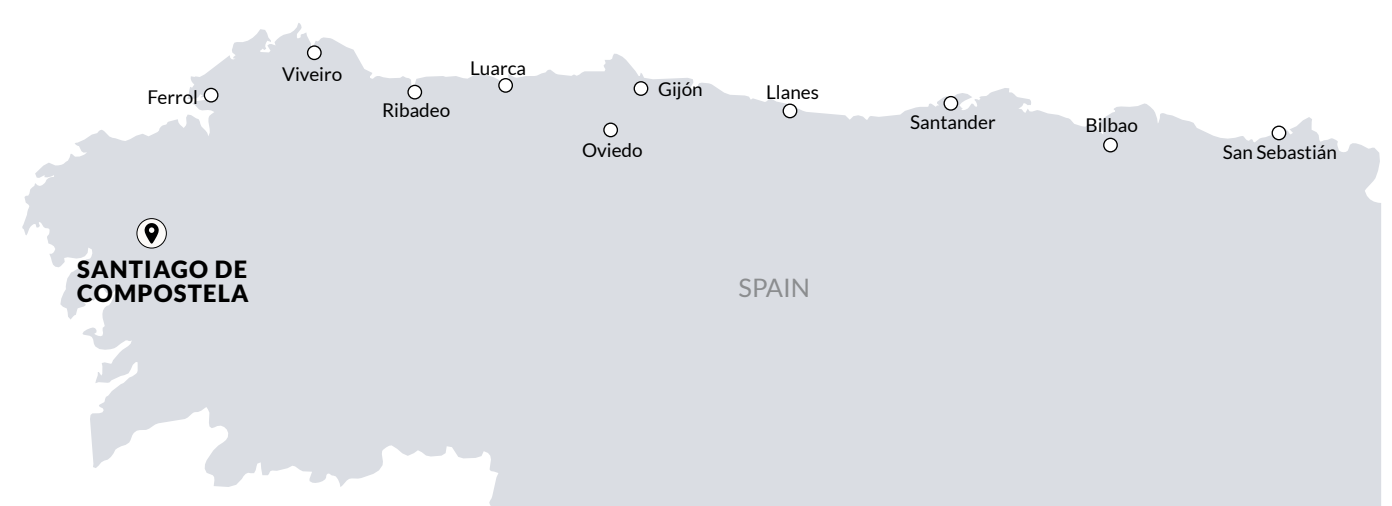 Viveiro
Luarca
Ferrol
Ribadeo
Gijón
Llanes
Santander
Bilbao
Oviedo
San Sebastián
SANTIAGO DE
COMPOSTELA
SPAIN